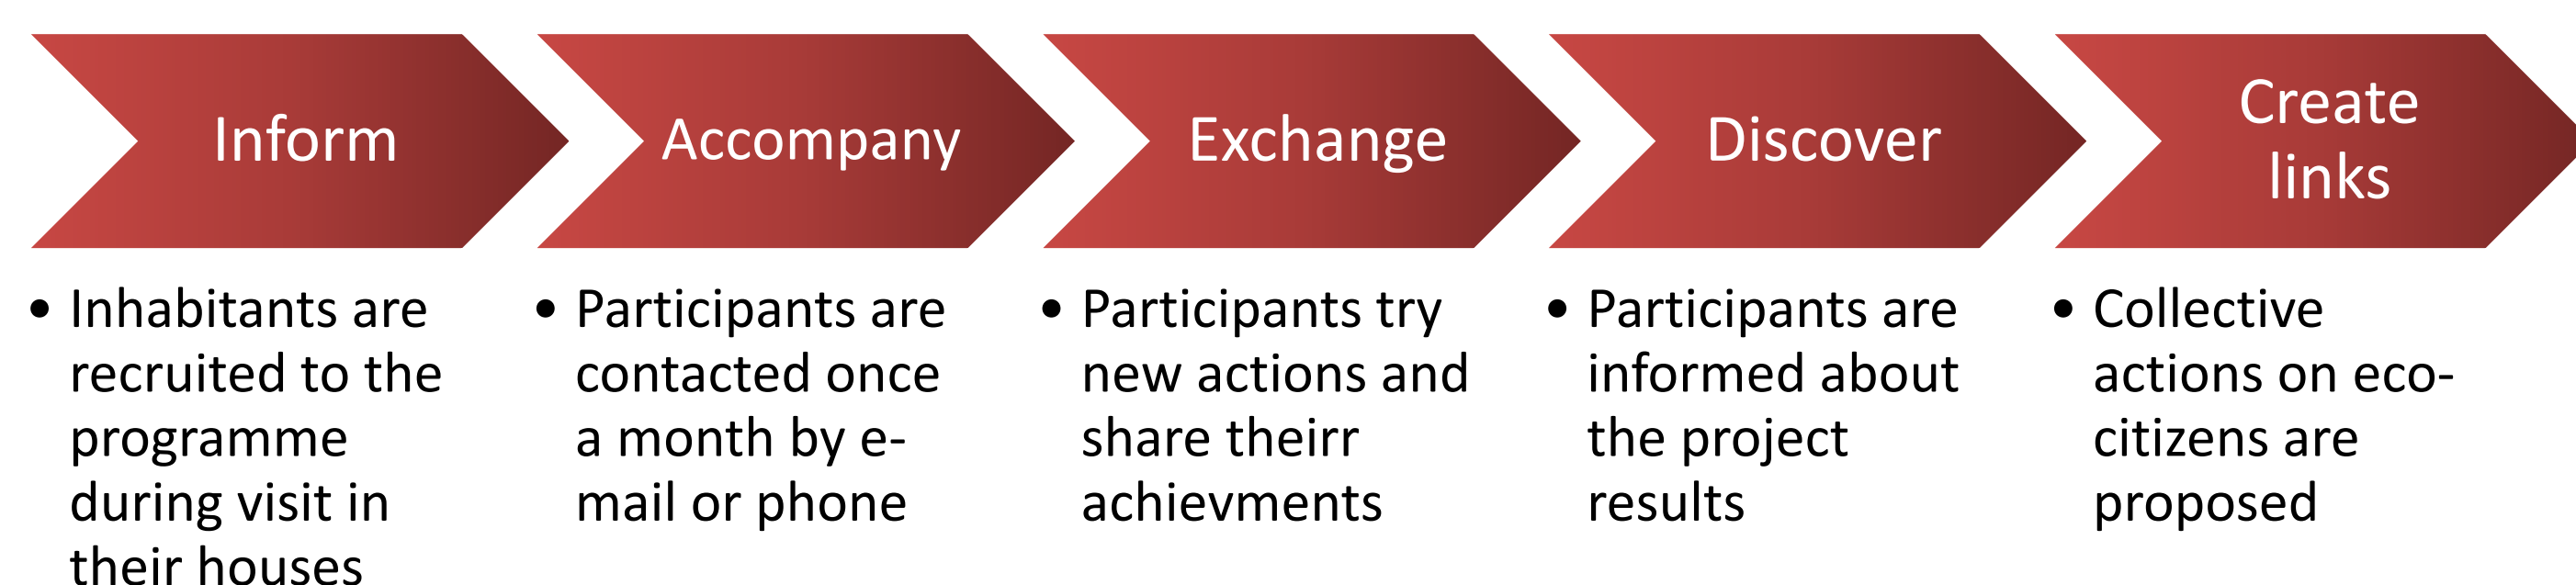 Inform
• Inhabitants are
recruited to the
programme
during visit in
their houses
Accompany
• Participants are
contacted once
a month by e-
mail or phone
Exchange
• Participants try
new actions and
share theirr
achievments
Discover
• Participants are
informed about
the project
results
Create
links
• Collective
actions on eco-
citizens are
proposed